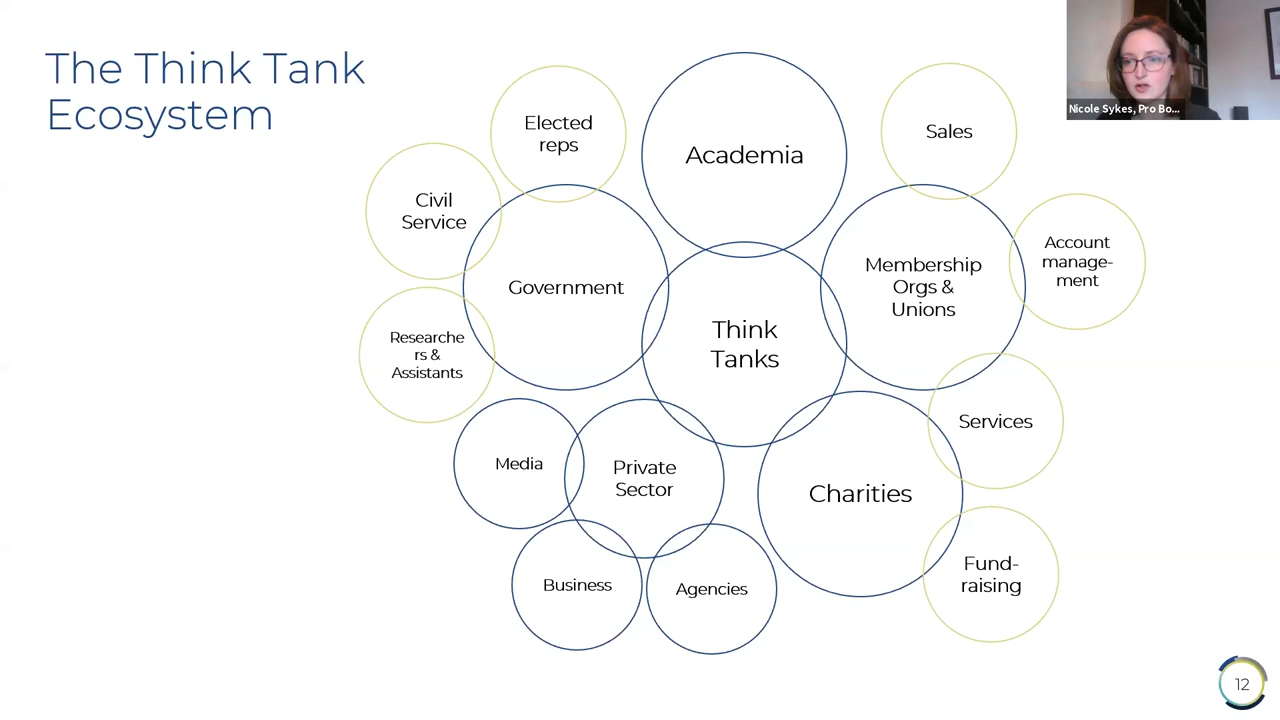 The Think Tank
Ecosystem
Nicole Sykes, Pro Bo...
Elected
reps
Academia
Sales
Civil
Service
Government
Membership
Orgs &
Unions
Account
manage-
ment
Researche
rs &
Assistants
Think
Tanks
Media
Private
Sector
Charities
Services
Business
Agencies
Fund-
raising
12